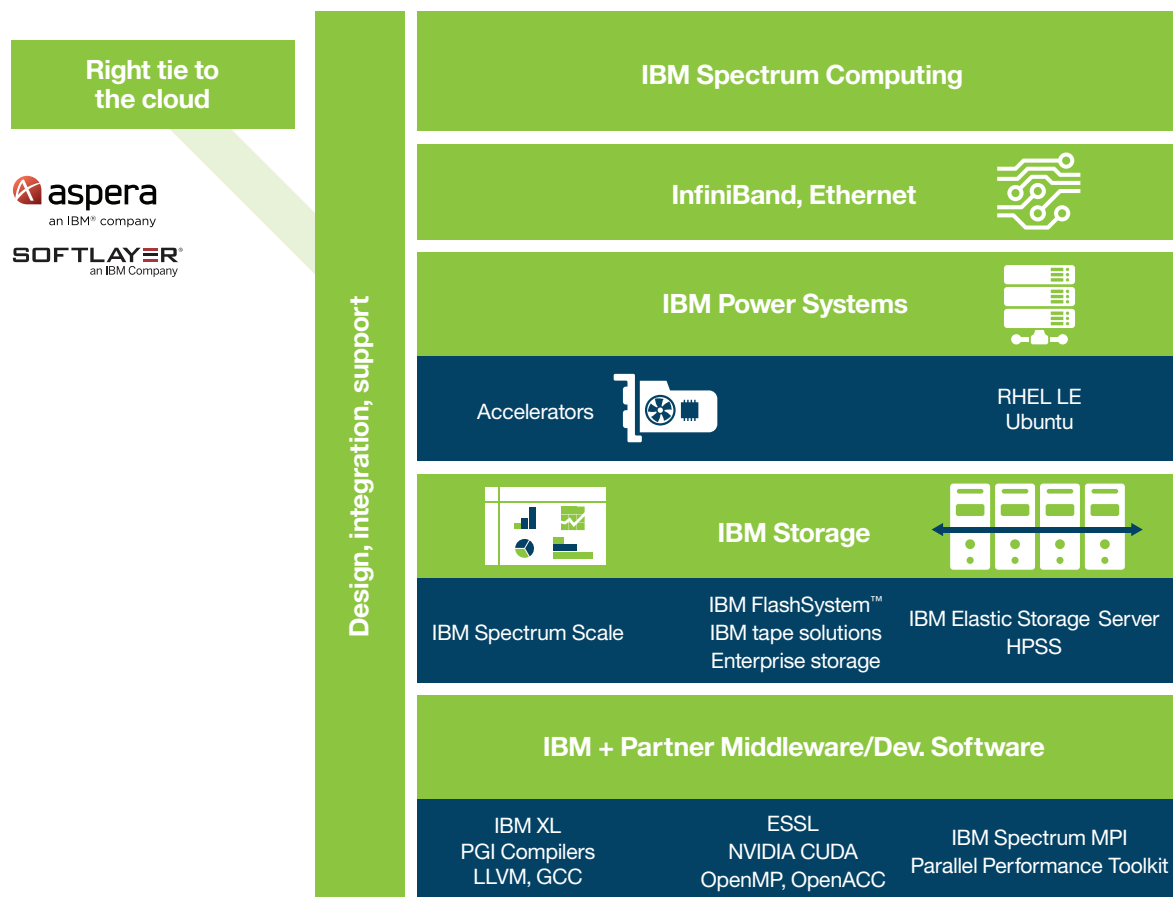 Right tie to
the cloud
aspera
an IBM® company
SOFTLAYER®
an IBM Company
Design, integration, support
IBM Spectrum Computing
InfiniBand, Ethernet
IBM Power Systems
Accelerators
RHEL LE
Ubuntu
IBM Storage
IBM Spectrum Scale
IBM FlashSystem™
IBM tape solutions
Enterprise storage
IBM Elastic Storage Server
HPSS
IBM + Partner Middleware/Dev. Software
IBM XL
PGI Compilers
LLVM, GCC
ESSL
NVIDIA CUDA
OpenMP, OpenACC
IBM Spectrum MPI
Parallel Performance Toolkit